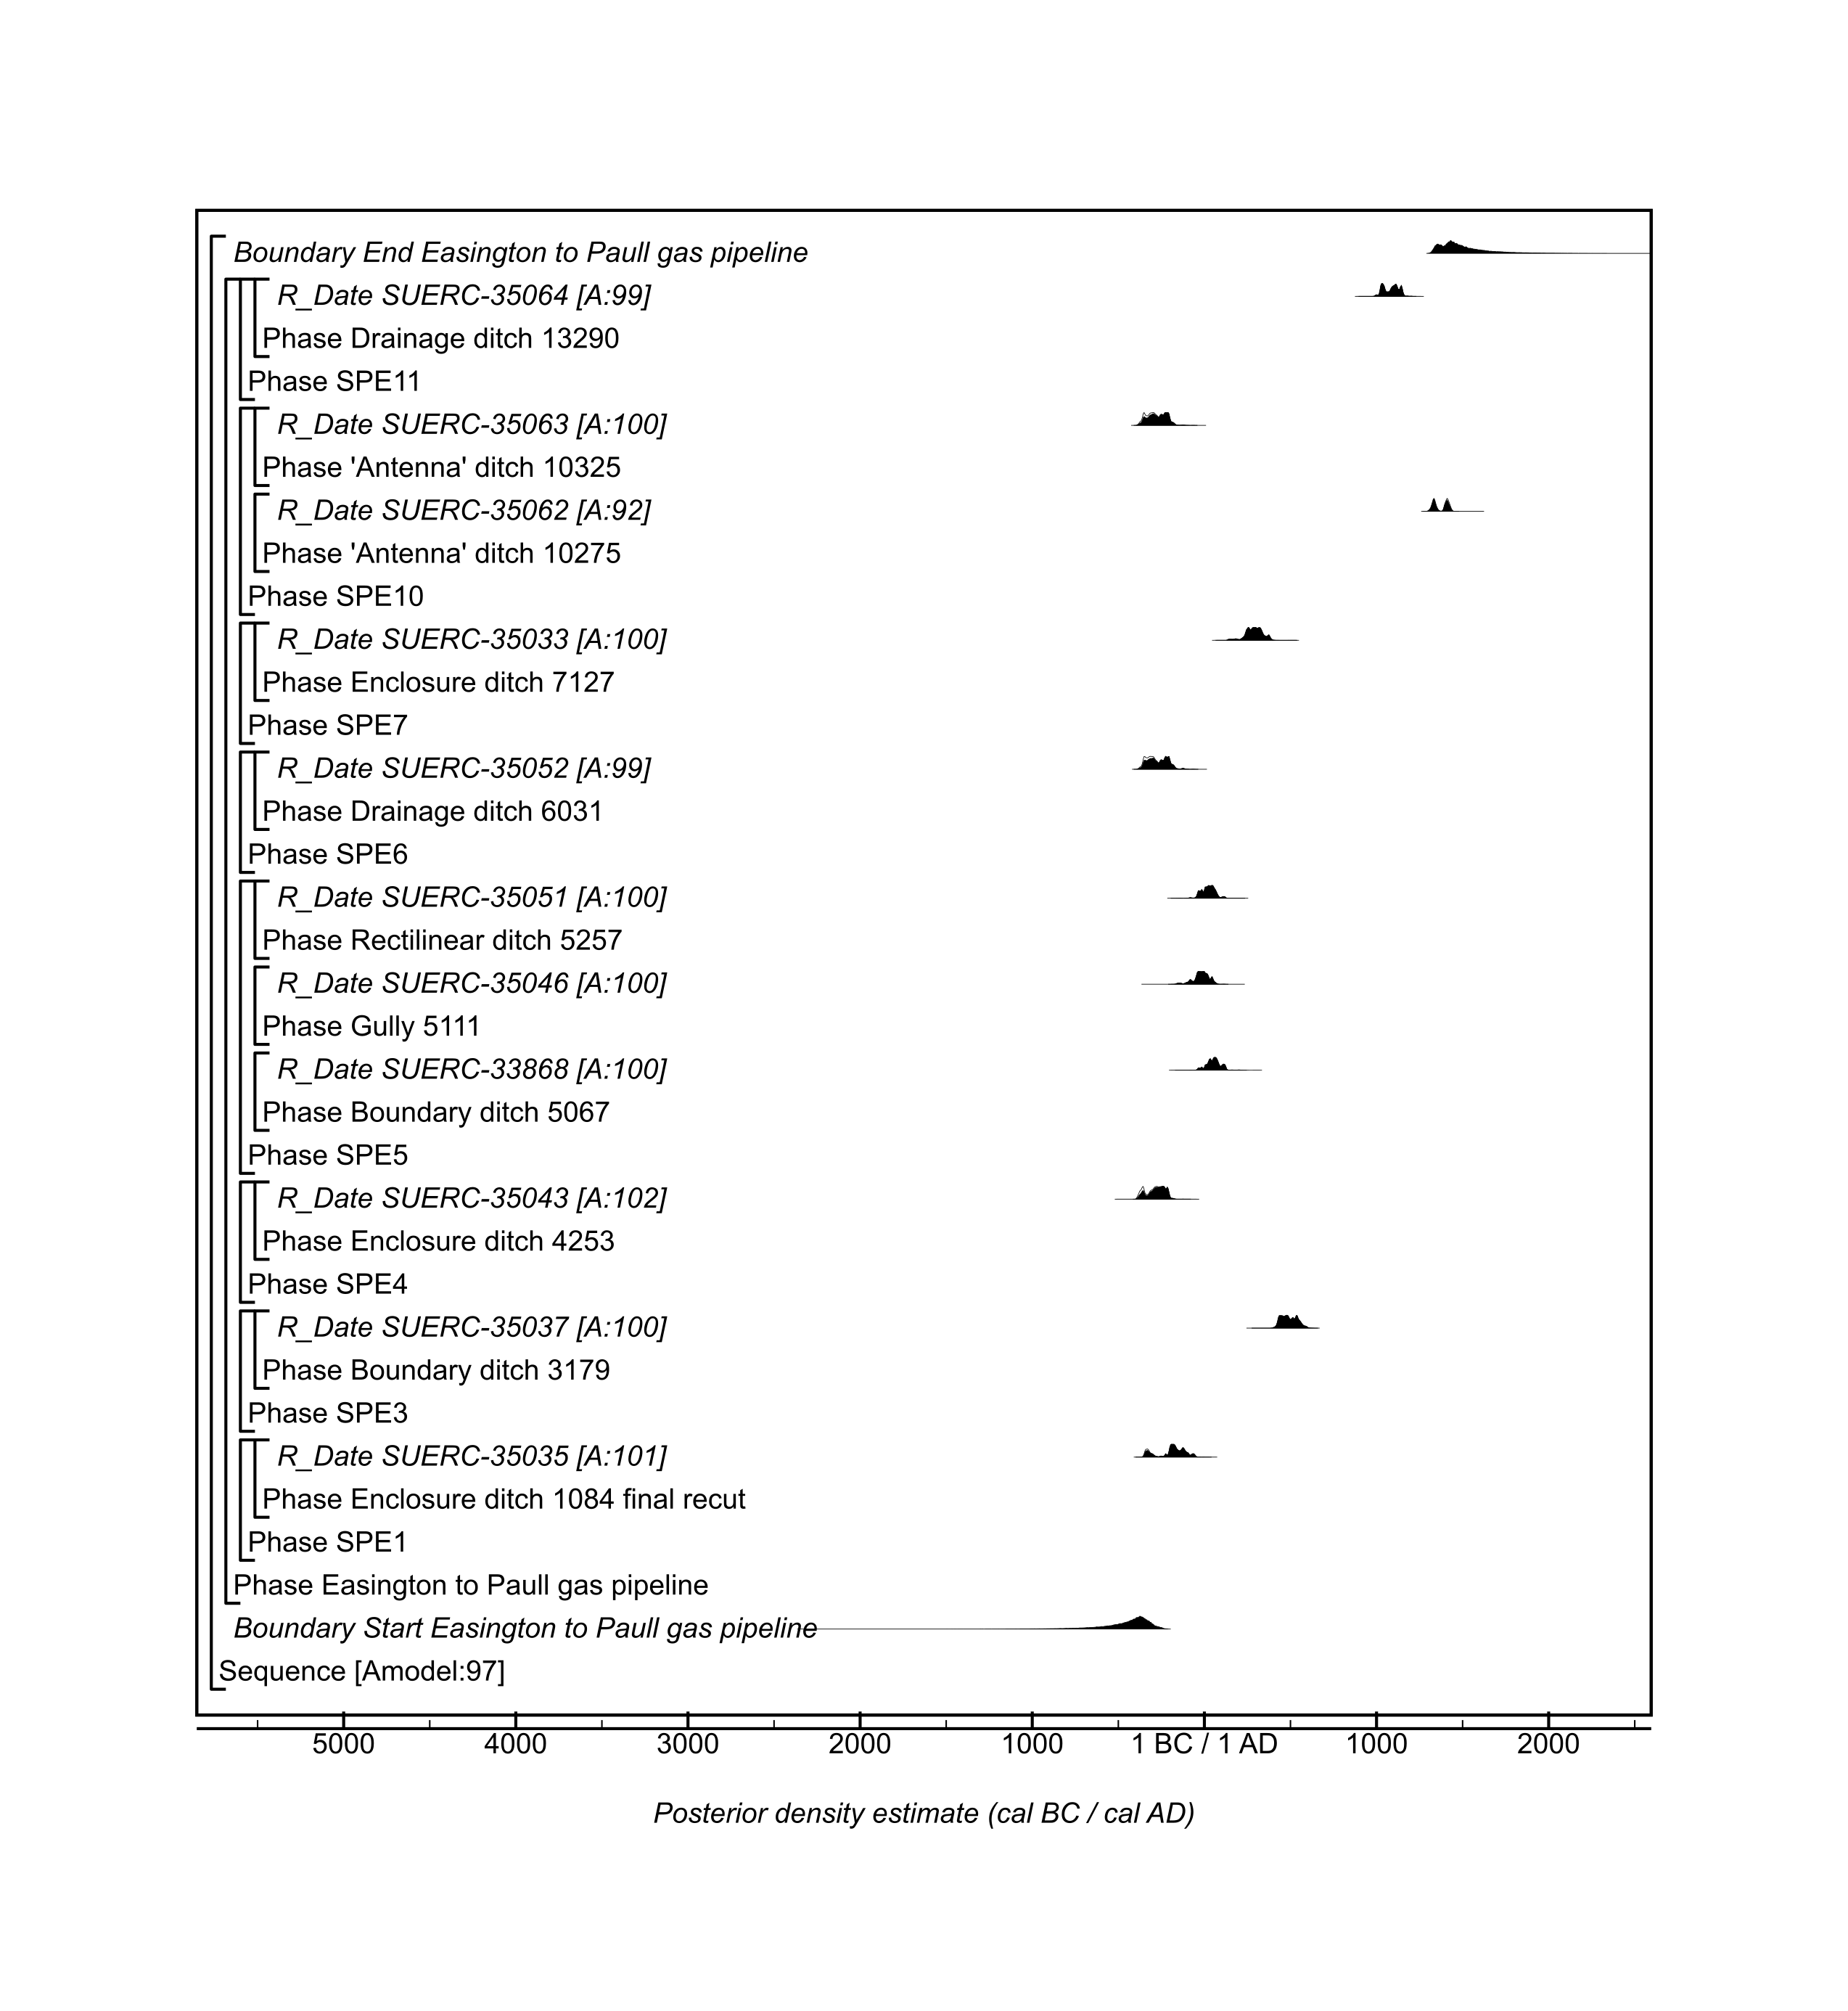 Boundary End Easington to Paull gas pipeline
R_Date SUERC-35064 [A:99]
Phase Drainage ditch 13290
Phase SPE11
R_Date SUERC-35063 [A:100]
Phase 'Antenna' ditch 10325
R_Date SUERC-35062 [A:92]
Phase 'Antenna' ditch 10275
Phase SPE10
R_Date SUERC-35033 [A:100]
Phase Enclosure ditch 7127
Phase SPE7
R_Date SUERC-35052 [A:99]
Phase Drainage ditch 6031
Phase SPE6
R_Date SUERC-35051 [A:100]
Phase Rectilinear ditch 5257
R_Date SUERC-35046 [A:100]
Phase Gully 5111
R_Date SUERC-33868 [A:100]
Phase Boundary ditch 5067
Phase SPE5
R_Date SUERC-35043 [A:102]
Phase Enclosure ditch 4253
Phase SPE4
R_Date SUERC-35037 [A:100]
Phase Boundary ditch 3179
Phase SPE3
R_Date SUERC-35035 [A:101]
Phase Enclosure ditch 1084 final recut
Phase SPE1
Phase Easington to Paull gas pipeline
Boundary Start Easington to Paull gas pipeline
Sequence [Amodel:97]
5000 4000 3000 2000 1000 1 BC / 1 AD 1000 2000
Posterior density estimate (cal BC / cal AD)